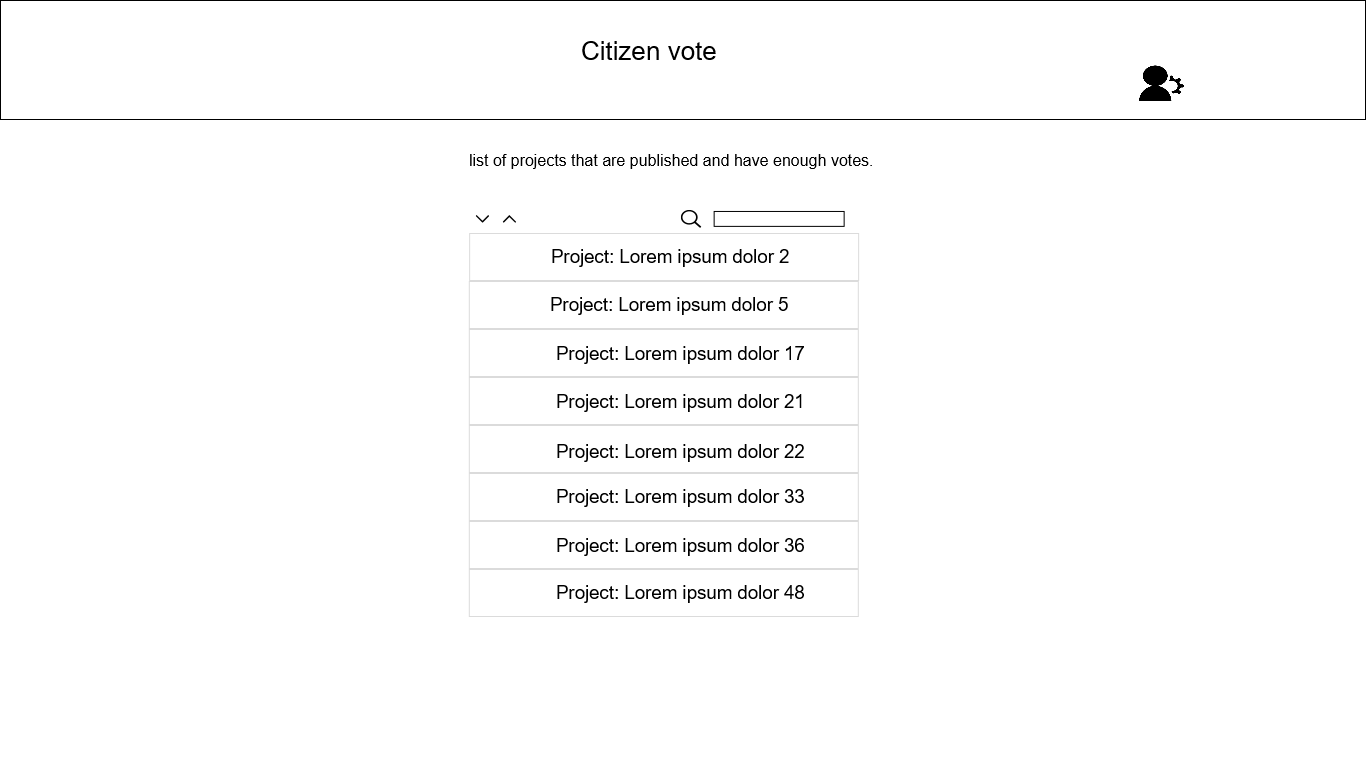 Citizen vote
list of projects that are published and have enough votes.
Project: Lorem ipsum dolor 2
Project: Lorem ipsum dolor 5
Project: Lorem ipsum dolor 17
Project: Lorem ipsum dolor 21
Project: Lorem ipsum dolor 22
Project: Lorem ipsum dolor 33
Project: Lorem ipsum dolor 36
Project: Lorem ipsum dolor 48